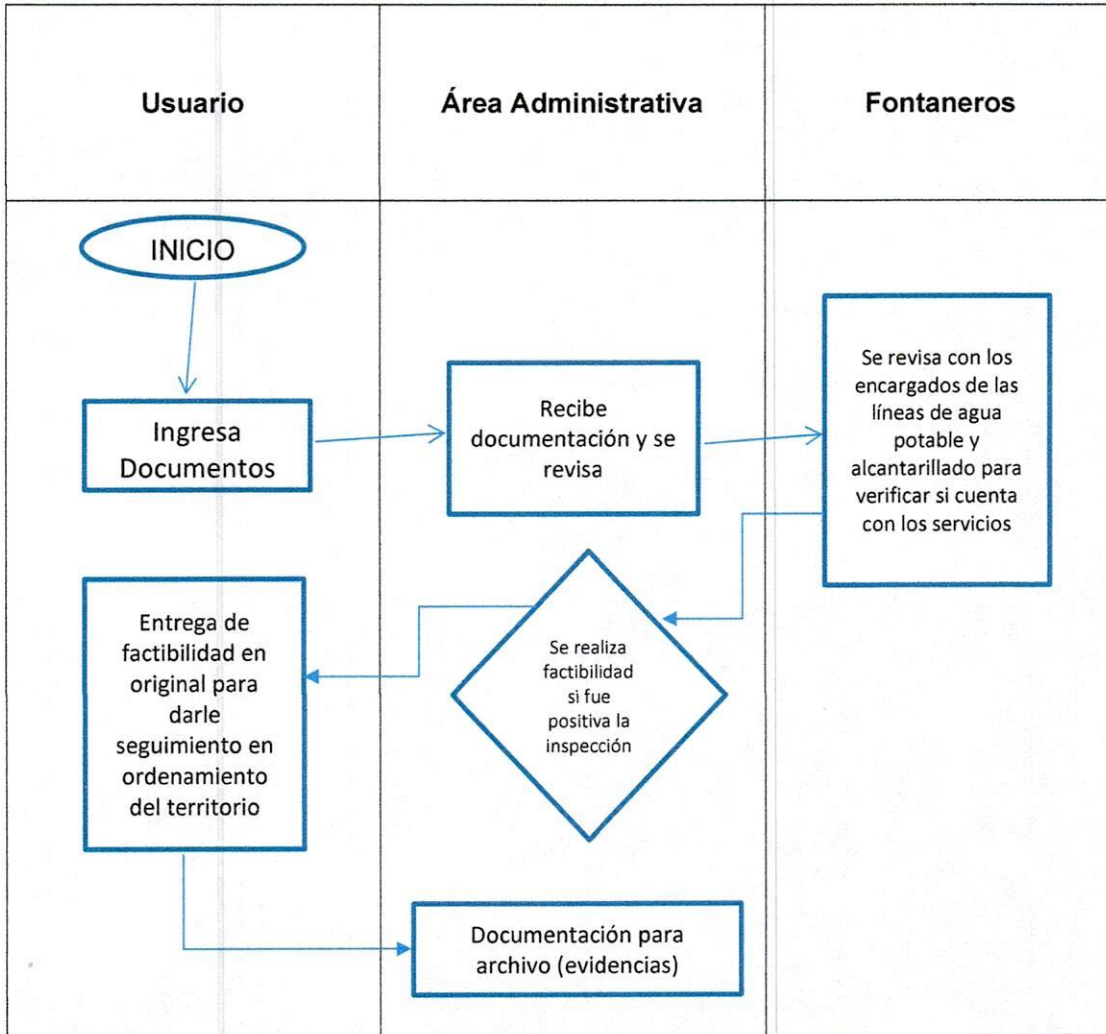 Usuario
Área Administrativa
Fontaneros
INICIO
Ingresa
Documentos
Recibe
documentación y se
revisa
Se revisa con los
encargados de las
líneas de agua
potable y
alcantarillado para
verificar si cuenta
con los servicios
Se realiza
factibilidad
si fue
positiva la
inspección
Entrega de
factibilidad en
original para
darle
seguimiento en
ordenamiento
del territorio
Documentación para
archivo (evidencias)